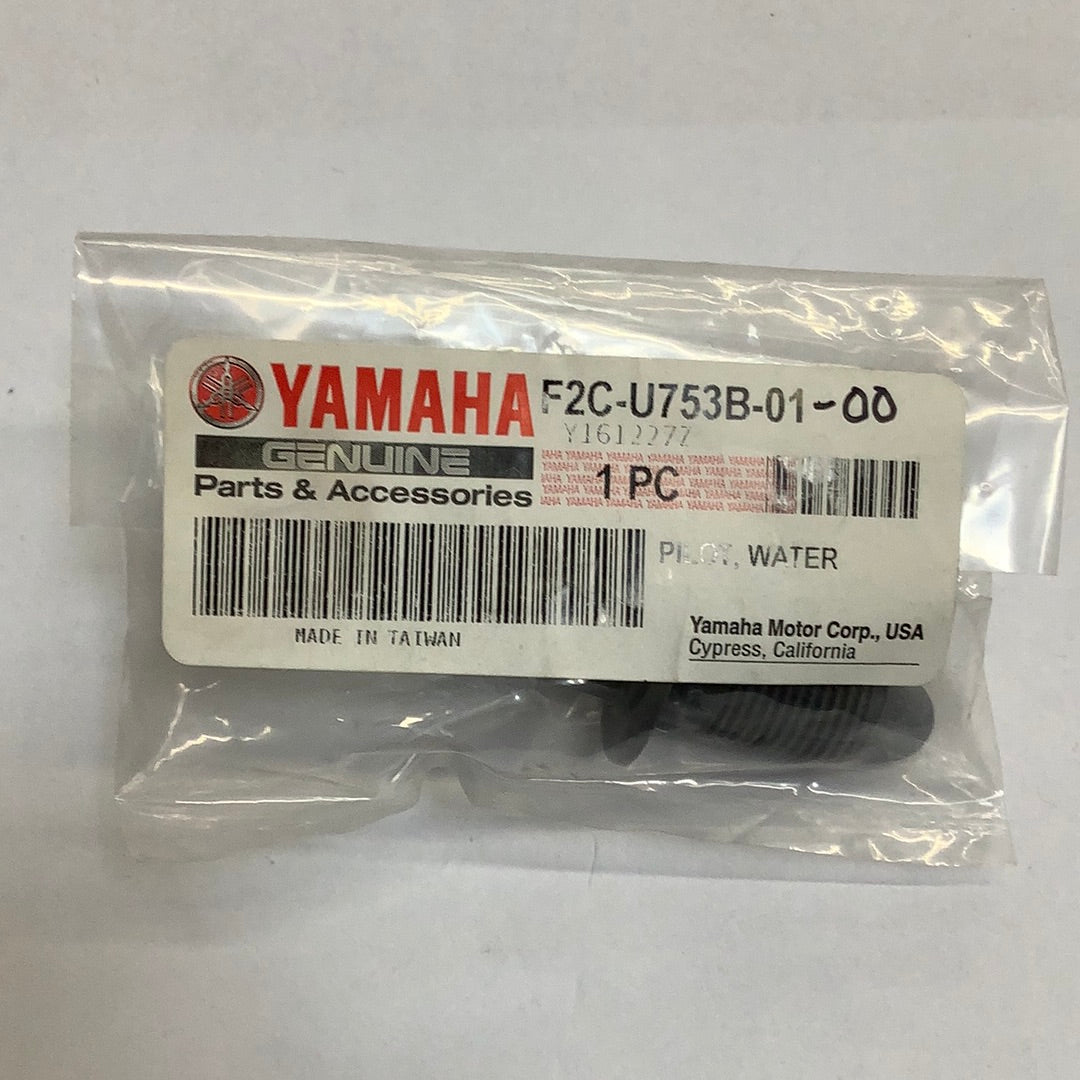 YAMAHA
F2C-U753B-01-00
GENUINE
Parts & Accessories
1 PC
PILOT, WATER
MADE IN TAIWAN
Yamaha Motor Corp., USA
Cypress, California